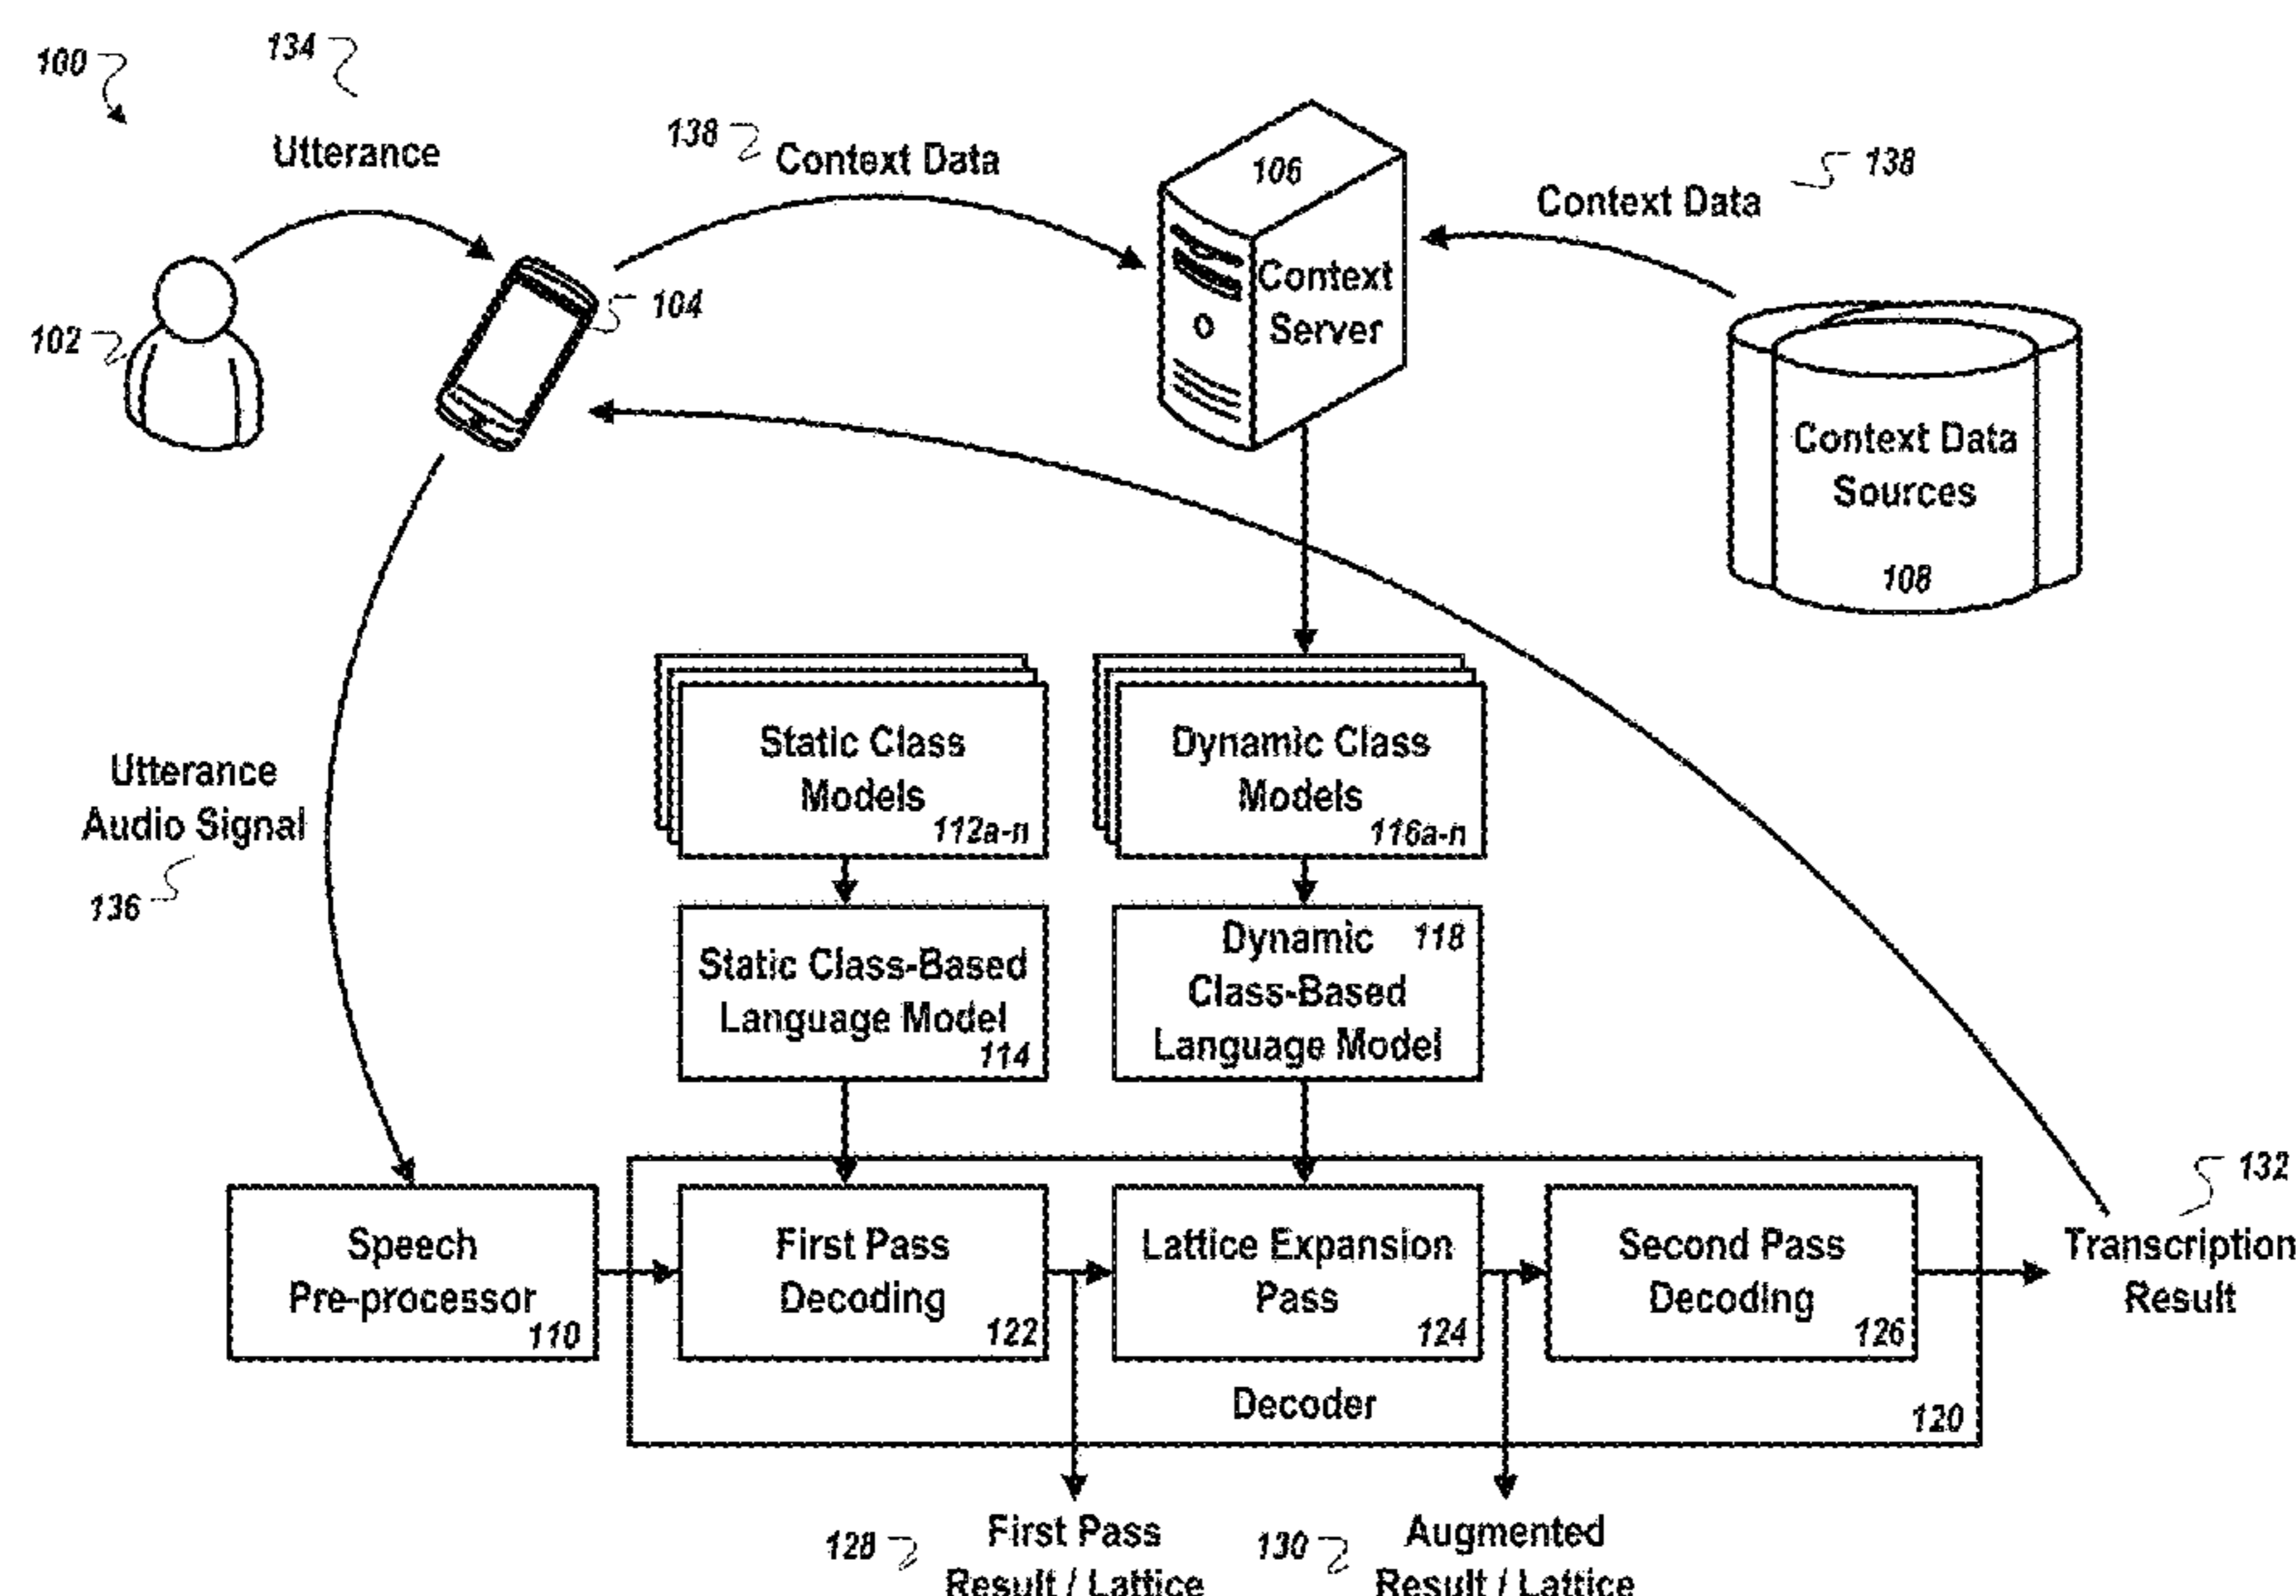 100
134
Utterance
138
Context Data
106
Context
Server
Context Data
138
102
104
Context Data
Sources
108
Utterance
Audio Signal
136
Static Class
Models
112a-n
Dynamic Class
Models
116a-n
Static Class-Based
Language Model
114
Dynamic 118
Class-Based
Language Model
Speech
Pre-processor
110
First Pass
Decoding
122
Lattice Expansion
Pass
124
Second Pass
Decoding
126
Decoder
120
132
Transcription
Result
128
First Pass
Result / Lattice
130
Augmented
Result / Lattice